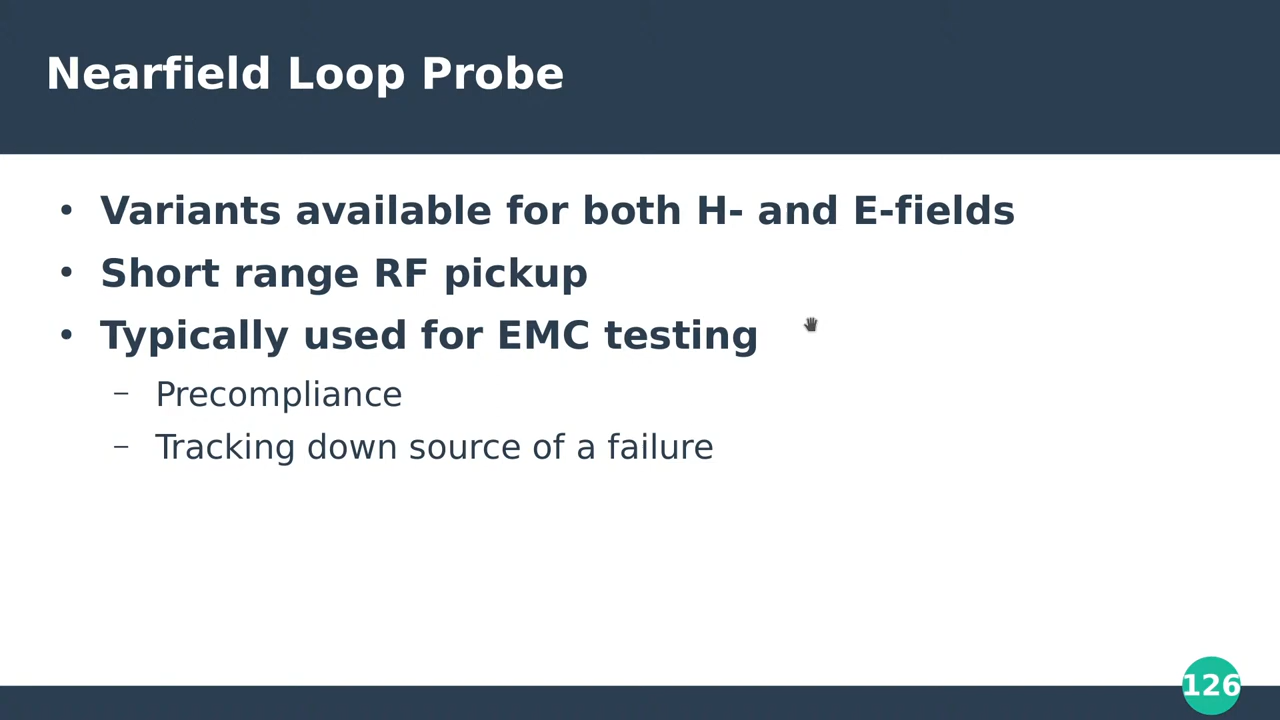 Nearfield Loop Probe
• Variants available for both H- and E-fields
• Short range RF pickup
• Typically used for EMC testing
– Precompliance
– Tracking down source of a failure
126